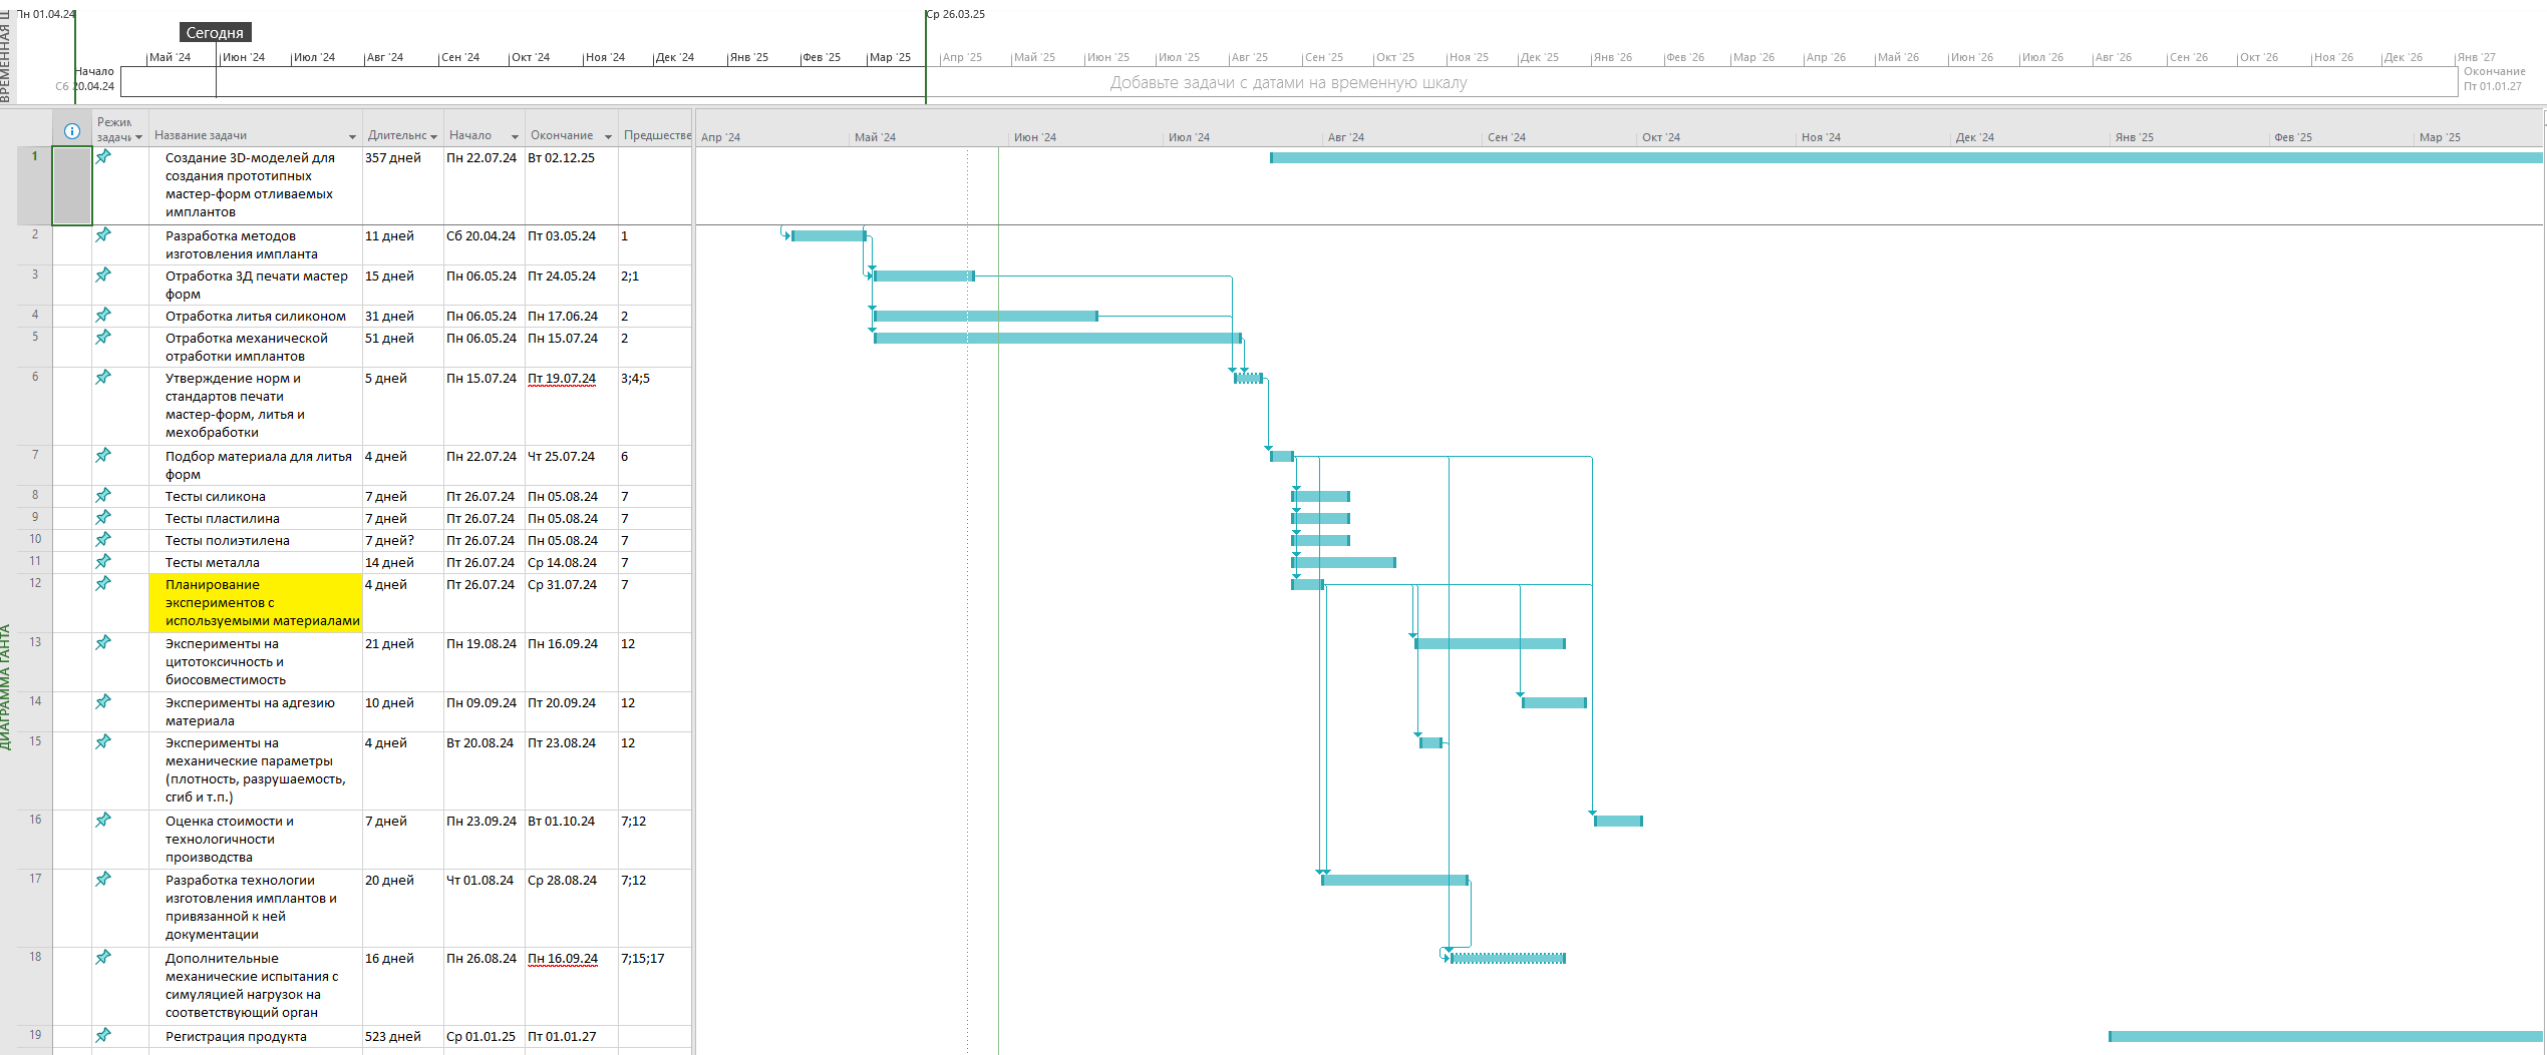 Пн 01.04.24
Ср 26.03.25
Сегодня
Май '24 Июн '24 Июл '24 Авг '24 Сен '24 Окт '24 Ноя '24 Дек '24 Янв '25 Фев '25 Мар '25 Апр '25 Май '25 Июн '25 Июл '25 Авг '25 Сен '25 Окт '25 Ноя '25 Дек '25 Янв '26 Фев '26 Мар '26 Апр '26 Май '26 Июн '26 Июл '26 Авг '26 Сен '26 Окт '26 Ноя '26 Дек '26 Янв '27
Начало
Сб 20.04.24
Добавьте задачи с датами на временную шкалу
Окончание
Пт 01.01.27
ВРЕМЕННАЯ Ш
ДИАГРАММА ГАНТА
Режим
задачи Название задачи Длительнс Начало Окончание Предшестве
Апр '24 Май '24 Июн '24 Июл '24 Авг '24 Сен '24 Окт '24 Ноя '24 Дек '24 Янв '25 Фев '25 Мар '25
1 Создание 3D-моделей для 357 дней Пн 22.07.24 Вт 02.12.25
создания прототипных
мастер-форм отливаемых
имплантов
2 Разработка методов 11 дней Сб 20.04.24 Пт 03.05.24 1
изготовления импланта
3 Отработка 3Д печати мастер 15 дней Пн 06.05.24 Пт 24.05.24 2;1
форм
4 Отработка литья силиконом 31 дней Пн 06.05.24 Пн 17.06.24 2
5 Отработка механической 51 дней Пн 06.05.24 Пн 15.07.24 2
отработки имплантов
6 Утверждение норм и 5 дней Пн 15.07.24 Пт 19.07.24 3;4;5
стандартов печати
мастер-форм, литья и
мехобработки
7 Подбор материала для литья 4 дней Пн 22.07.24 Чт 25.07.24 6
форм
8 Тесты силикона 7 дней Пт 26.07.24 Пн 05.08.24 7
9 Тесты пластилина 7 дней Пт 26.07.24 Пн 05.08.24 7
10 Тесты полиэтилена 7 дней? Пт 26.07.24 Пн 05.08.24 7
11 Тесты металла 14 дней Пт 26.07.24 Ср 14.08.24 7
12 Планирование 4 дней Пт 26.07.24 Ср 31.07.24 7
экспериментов с
используемыми материалами
13 Эксперименты на 21 дней Пн 19.08.24 Пн 16.09.24 12
цитотоксичность и
биосовместимость
14 Эксперименты на адгезию 10 дней Пн 09.09.24 Пт 20.09.24 12
материала
15 Эксперименты на 4 дней Вт 20.08.24 Пт 23.08.24 12
механические параметры
(плотность, разрушаемость,
сгиб и т.п.)
16 Оценка стоимости и 7 дней Пн 23.09.24 Вт 01.10.24 7;12
технологичности
производства
17 Разработка технологии 20 дней Чт 01.08.24 Ср 28.08.24 7;12
изготовления имплантов и
привязанной к ней
документации
18 Дополнительные 16 дней Пн 26.08.24 Пн 16.09.24 7;15;17
механические испытания с
симуляцией нагрузок на
соответствующий орган
19 Регистрация продукта 523 дней Ср 01.01.25 Пт 01.01.27